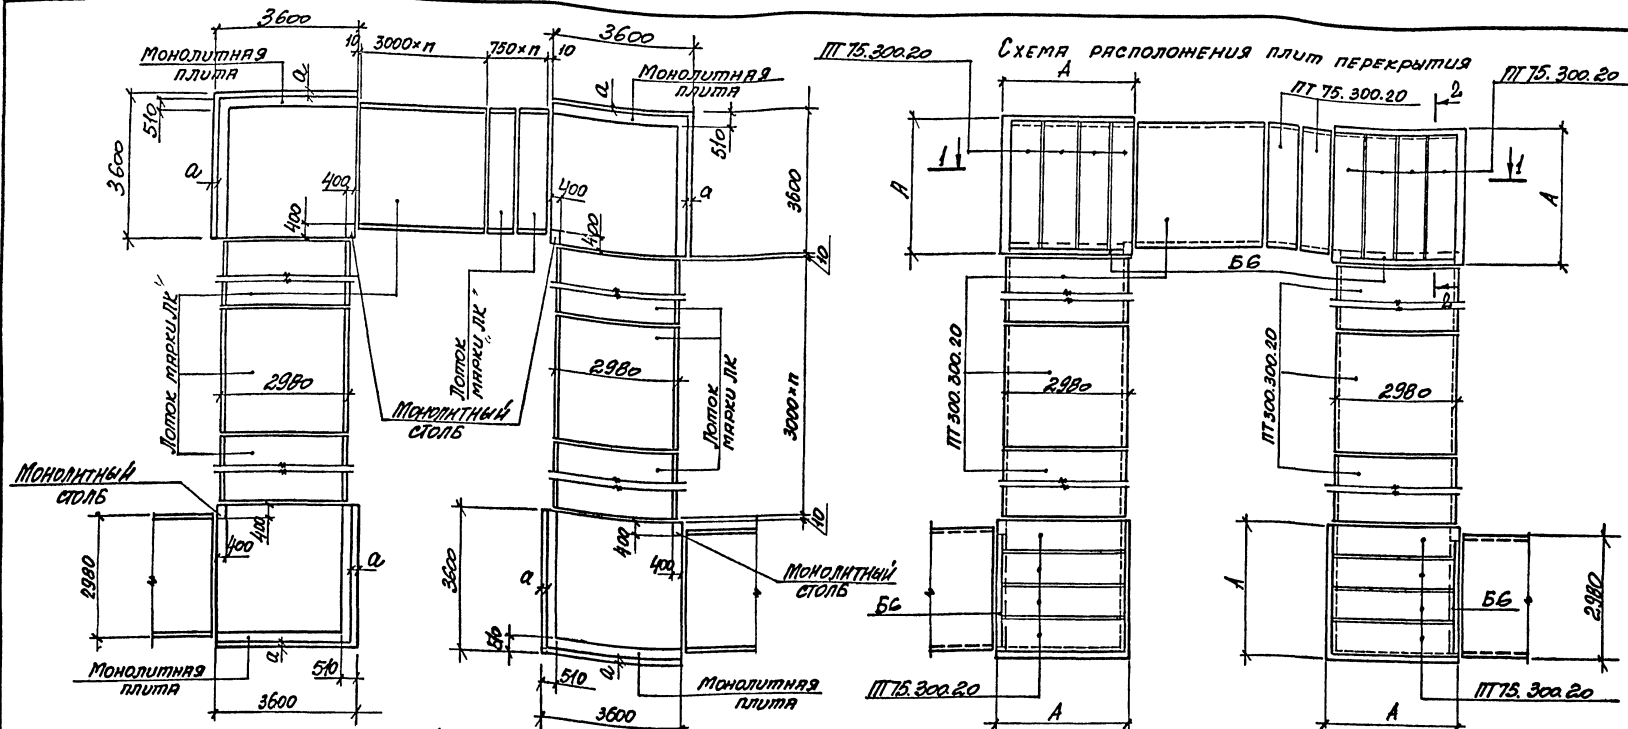 3600
10
3000×п
750×п
10
3600
Монолитная
плита
а
Монолитная
плита
а
510
3600
а
400
400
400
400
510
а
3600
10
Лоток марки ЛК"
2980
Лоток
марки ЛК"
Монолитный
столб
2980
Лоток
марки ЛК
3000×п
10
Монолитный
столб
400
400
2980
а
а
510
Монолитная
плита
3600
3600
а
400
400
Монолитный
столб
510
510
а
Монолитная
плита
3600
Схема расположения плит перекрытия
ПТ 75.300.20
А
ПТ 75.300.20
2
ПТ 75.300.20
1
1
А
А
Б6
2
ПТ 300.300.20
2980
ПТ 300.300.20
2980
Б6
А
Б6
2980
ПТ 75.300.20
А
ПТ 75.300.20
А